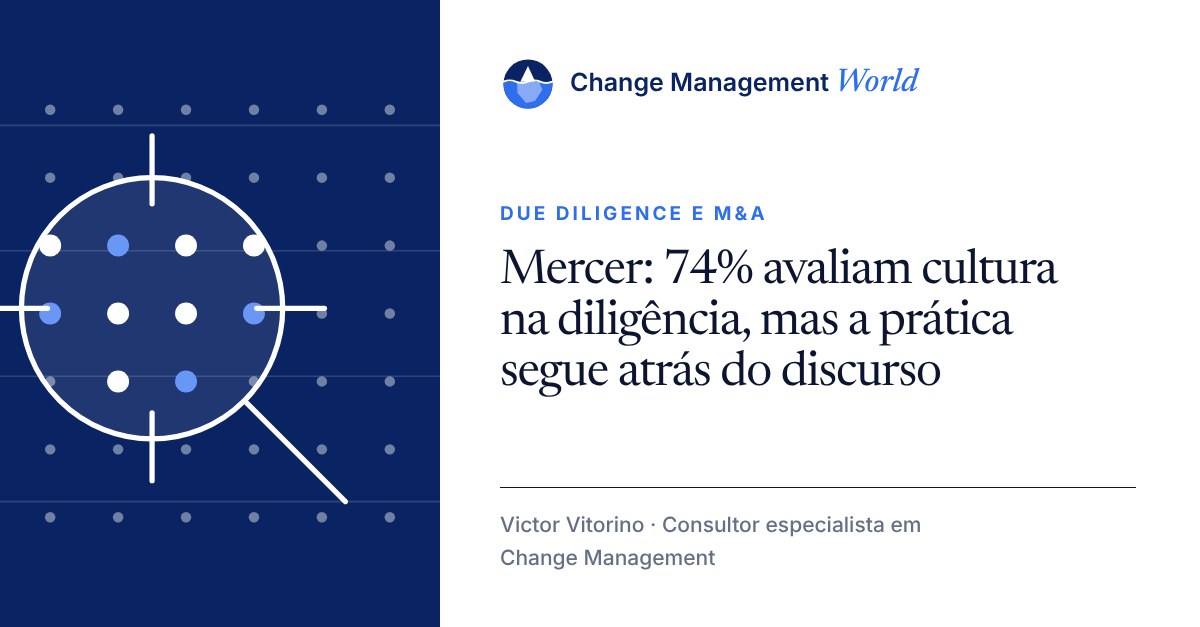 Change Management World
DUE DILIGENCE E M&A
Mercer: 74% avaliam cultura
na diligência, mas a prática
segue atrás do discurso
Victor Vitorino · Consultor especialista em
Change Management